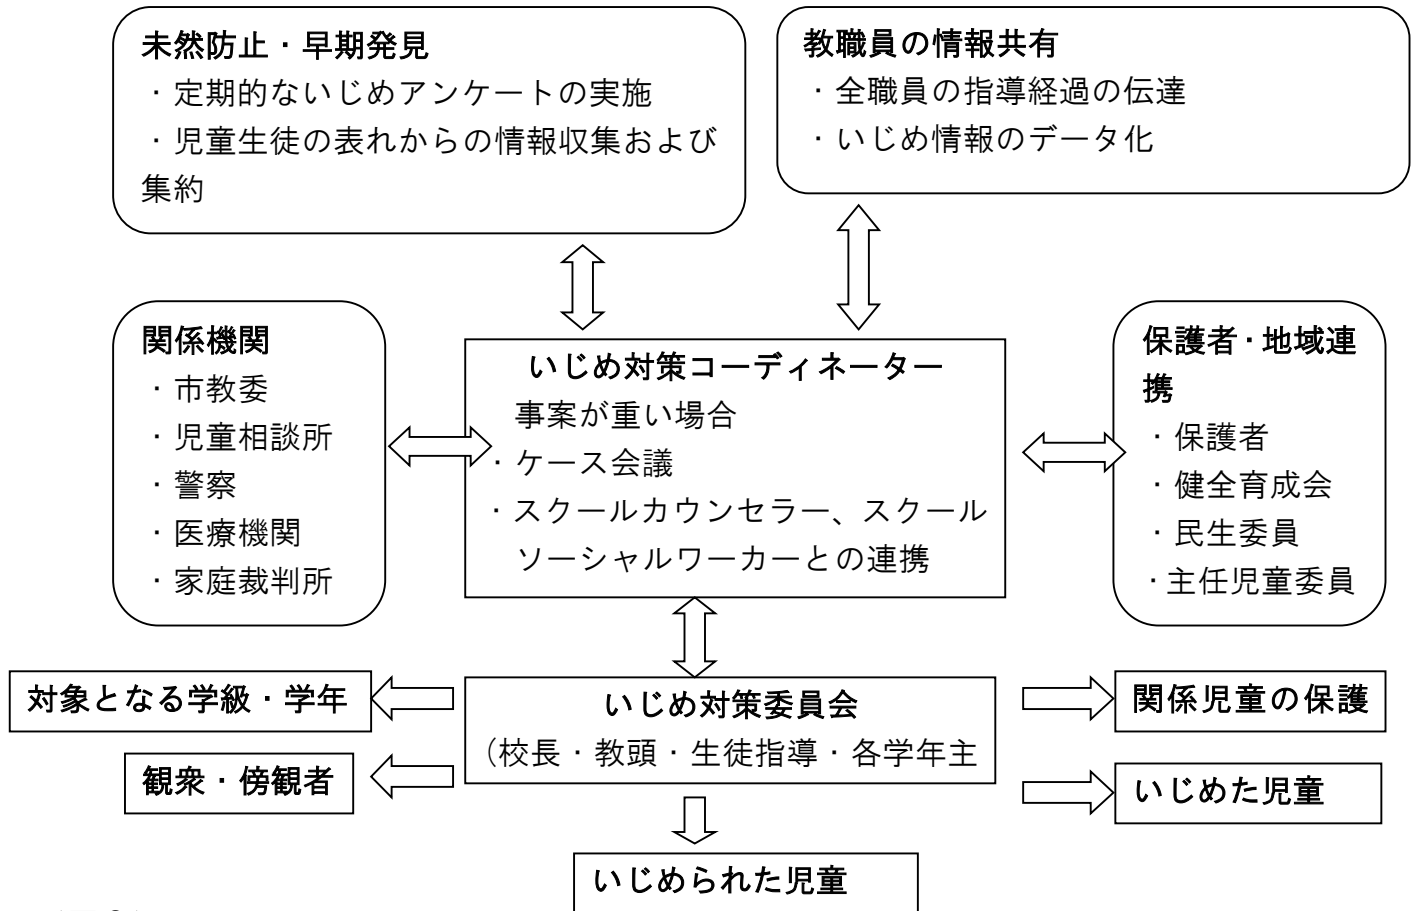 未然防止・早期発見
・定期的ないじめアンケートの実施
・児童生徒の表れからの情報収集および
集約
教職員の情報共有
・全職員の指導経過の伝達
・いじめ情報のデータ化
関係機関
・市教委
・児童相談所
・警察
・医療機関
・家庭裁判所
いじめ対策コーディネーター
事案が重い場合
・ケース会議
・スクールカウンセラー、スクール
ソーシャルワーカーとの連携
保護者・地域連
携
・保護者
・健全育成会
・民生委員
・主任児童委員
対象となる学級・学年
観衆・傍観者
いじめ対策委員会
（校長・教頭・生徒指導・各学年主
関係児童の保護
いじめた児童
いじめられた児童